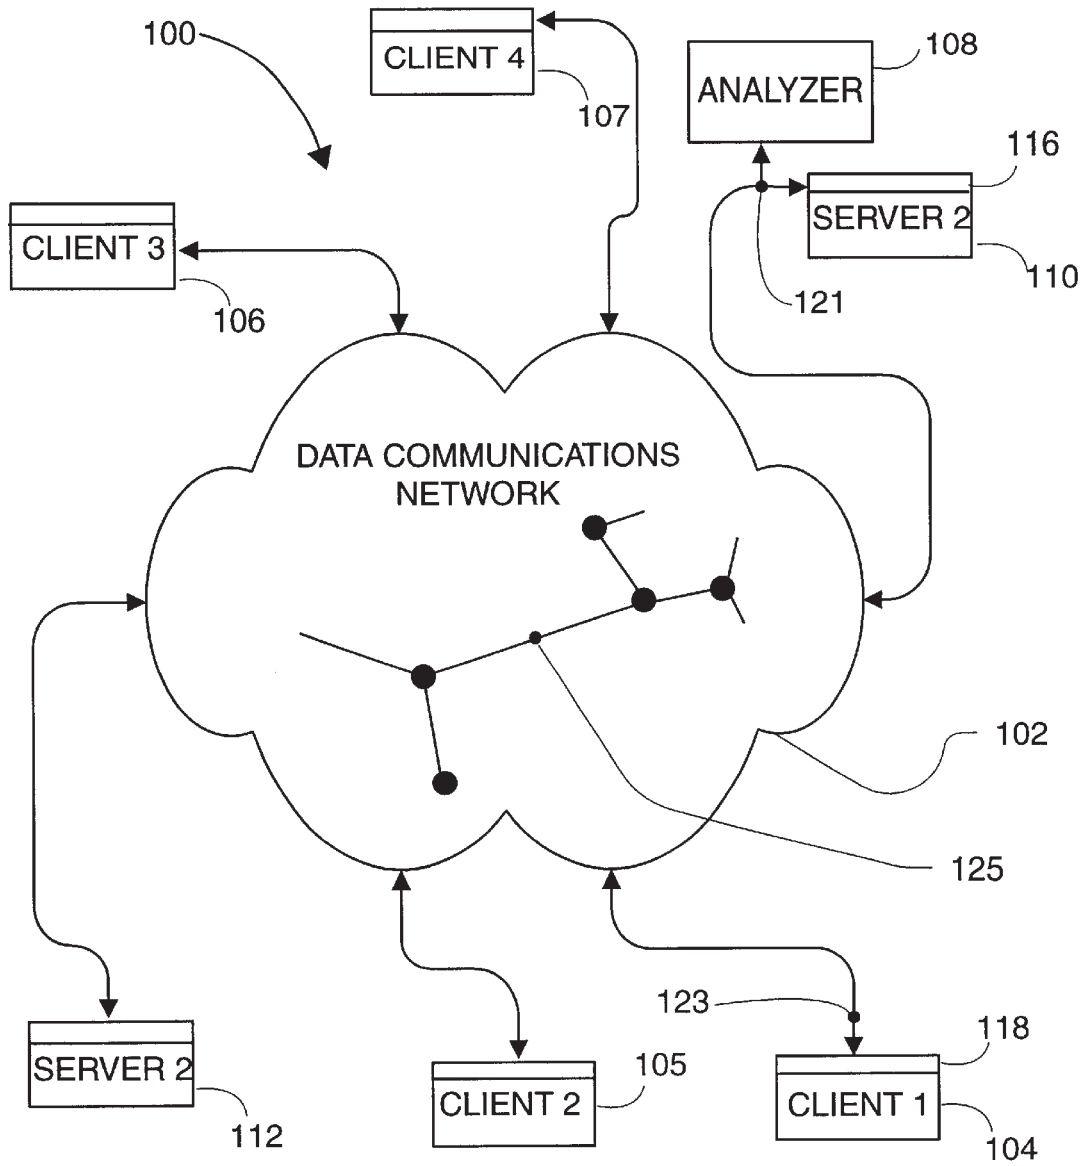 100
CLIENT 4
107
ANALYZER
108
116
SERVER 2
110
121
CLIENT 3
106
DATA COMMUNICATIONS
NETWORK
102
125
123
118
CLIENT 1
104
105
CLIENT 2
SERVER 2
112